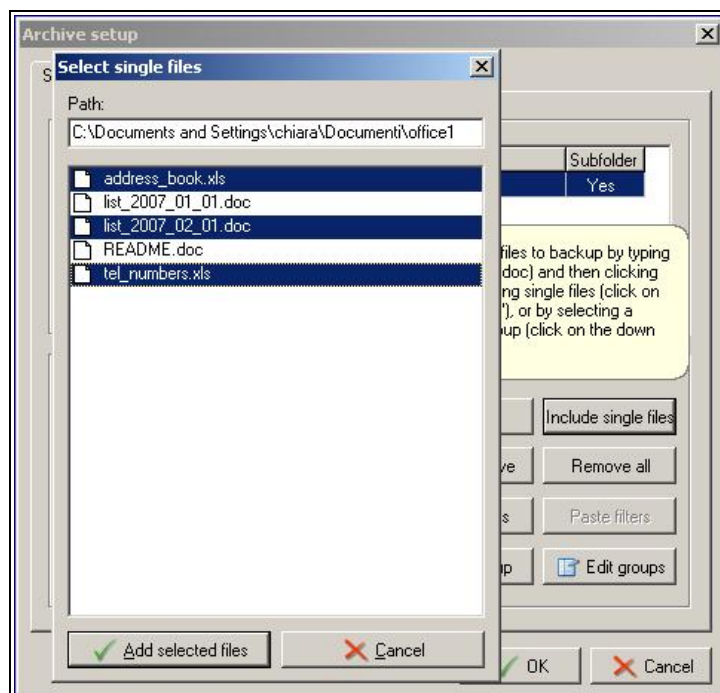 Archive setup
S
Select single files
Path:
C:\Documents and Settings\chiara\Documenti\office1
address_book.xls
list_2007_01_01.doc
list_2007_02_01.doc
README.doc
tel_numbers.xls
Add selected files
Cancel
Subfolder
Yes
files to backup by typing
doc) and then clicking
ng single files (click on
"), or by selecting a
up (click on the down
Include single files
ve
Remove all
s
Paste filters
up
Edit groups
OK
Cancel